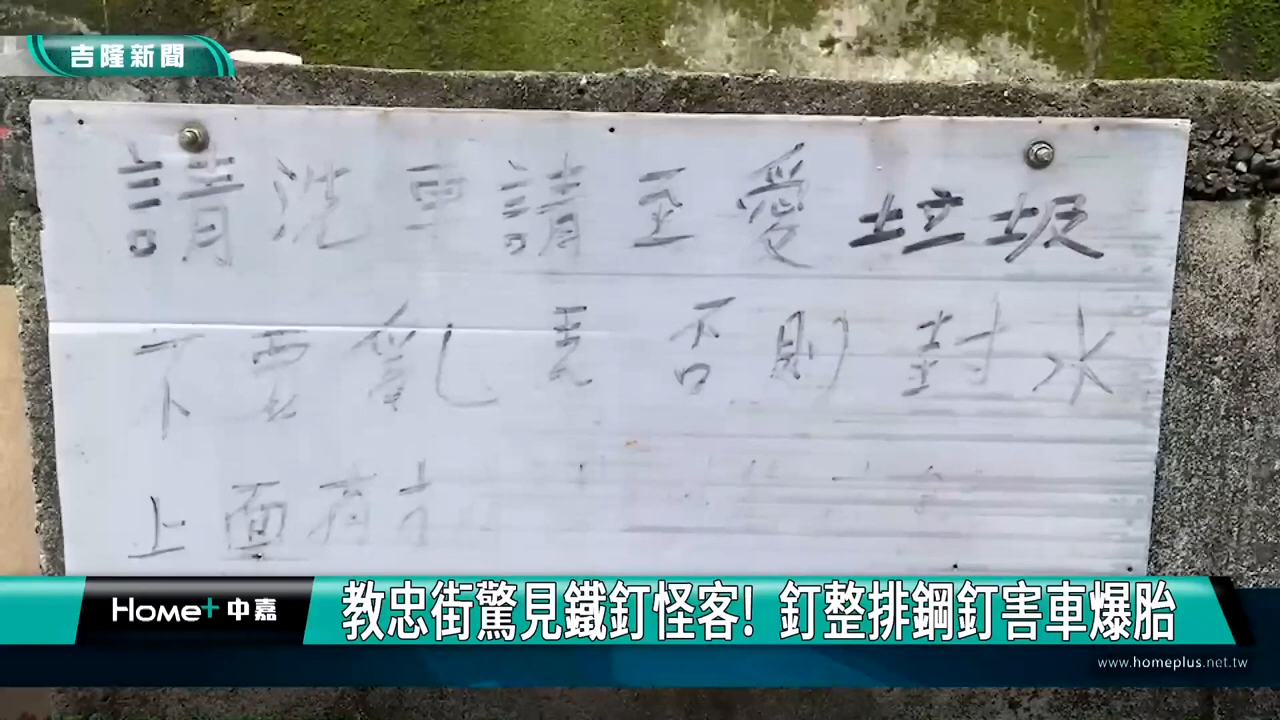 吉隆新聞
請洗車請至愛垃圾
不要亂丟否則封水
上面有
Home+中嘉
教忠街驚見鐵釘怪客! 釘整排鋼釘害車爆胎
www.homeplus.net.tw